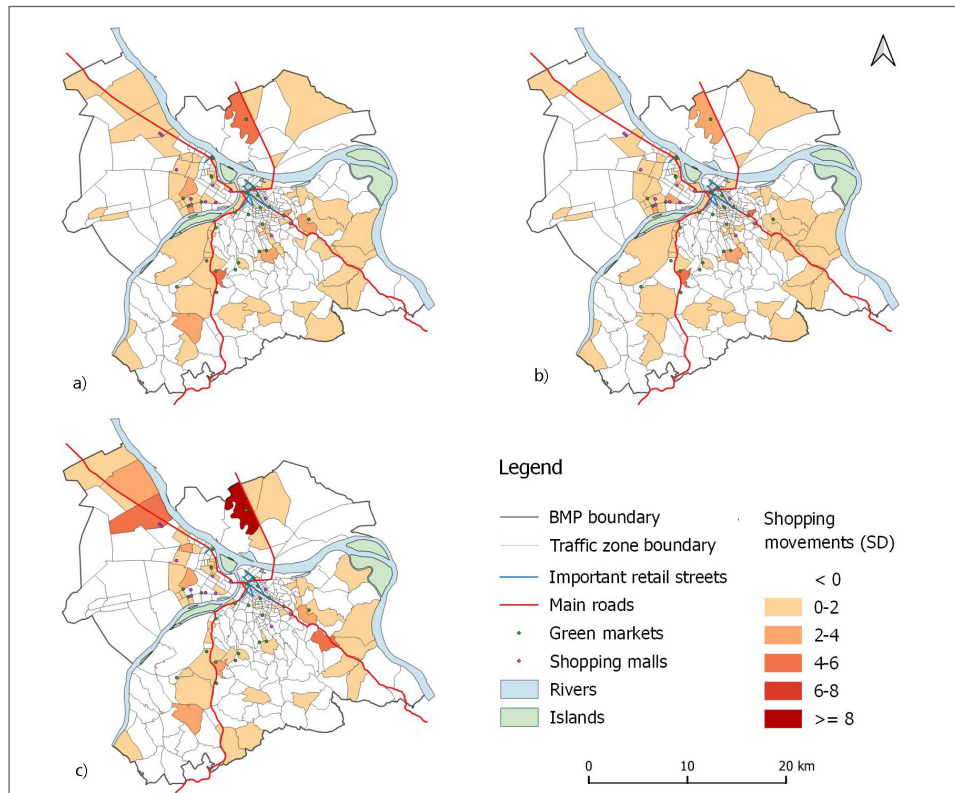 a)
b)
c)
Legend
BMP boundary
Traffic zone boundary
Important retail streets
Main roads
Green markets
Shopping malls
Rivers
Islands
Shopping
movements (SD)
< 0
0-2
2-4
4-6
6-8
>= 8
0 10 20 km